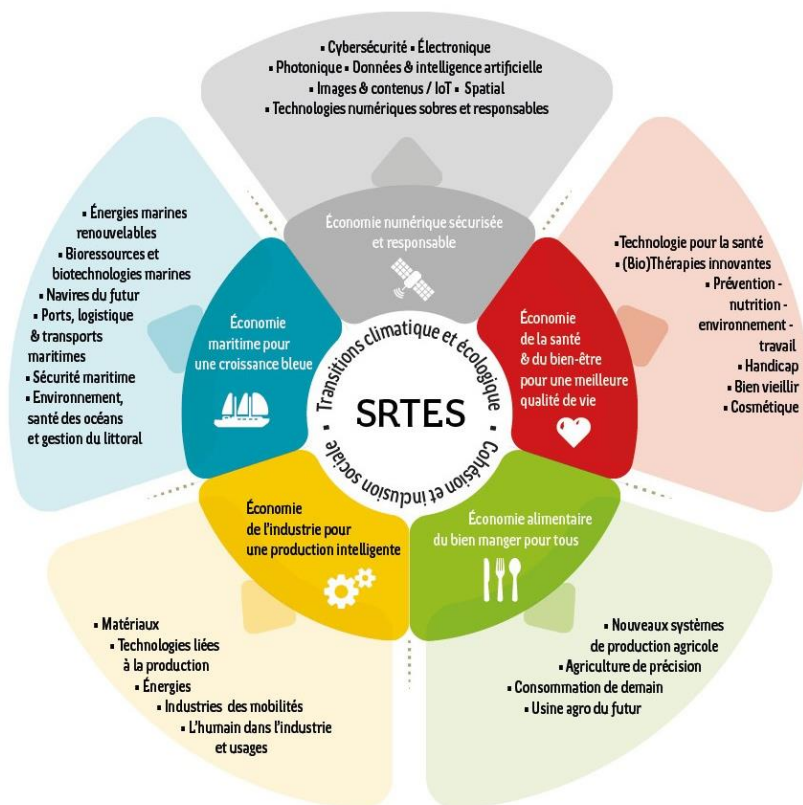 ▪ Cybersécurité ▪ Électronique
▪ Photonique ▪ Données & intelligence artificielle
▪ Images & contenus / IoT ▪ Spatial
▪ Technologies numériques sobres et responsables
Économie numérique sécurisée
et responsable
▪ Énergies marines
renouvelables
▪ Bioressources et
biotechnologies marines
▪ Navires du futur
▪ Ports, logistique
& transports
maritimes
▪ Sécurité maritime
▪ Environnement,
santé des océans
et gestion du littoral
Économie
maritime pour
une croissance bleue
▪ Transitions climatique et écologique
▪ Cohésion et inclusion sociale
SRTES
Économie
de la santé
& du bien-être
pour une meilleure
qualité de vie
▪ Technologie pour la santé
▪ (Bio)Thérapies innovantes
▪ Prévention -
nutrition -
environnement -
travail
▪ Handicap
▪ Bien vieillir
▪ Cosmétique
Économie
de l'industrie pour
une production intelligente
▪ Matériaux
▪ Technologies liées
à la production
▪ Énergies
▪ Industries des mobilités
▪ L'humain dans l'industrie
et usages
Économie alimentaire
du bien manger pour tous
▪ Nouveaux systèmes
de production agricole
▪ Agriculture de précision
▪ Consommation de demain
▪ Usine agro du futur